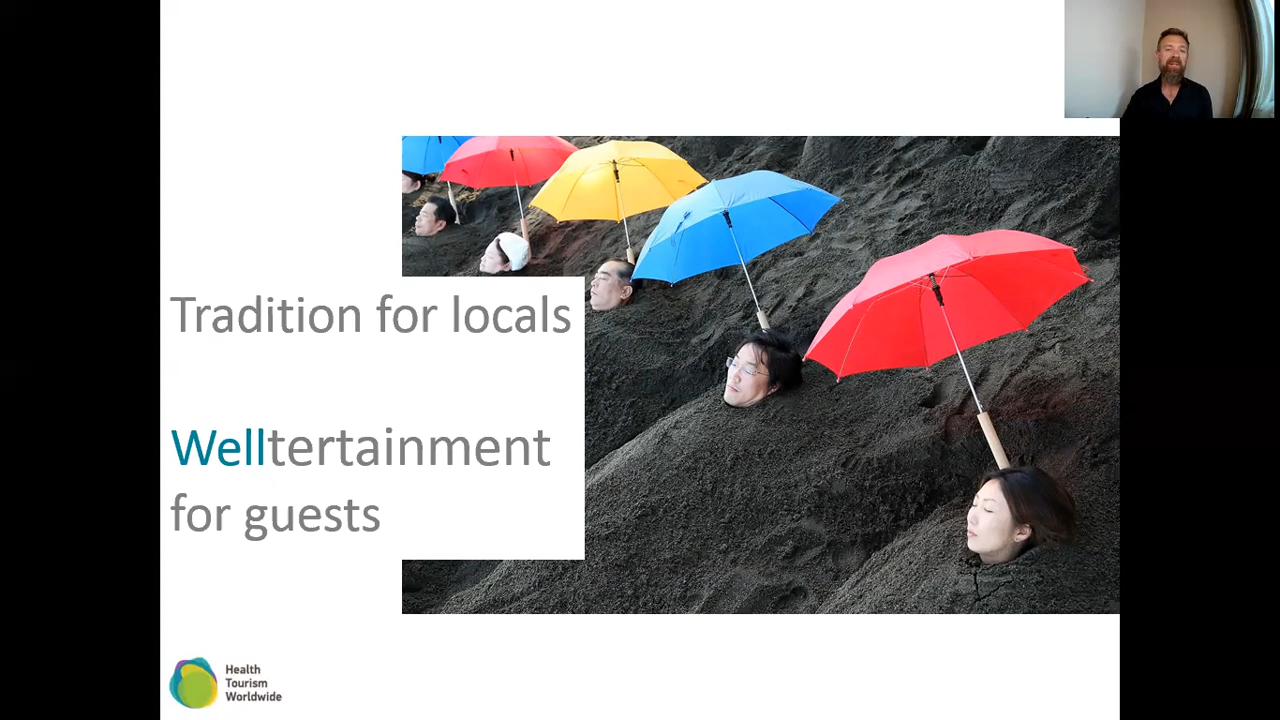 Tradition for locals
Welltertainment
for guests
Health
Tourism
Worldwide